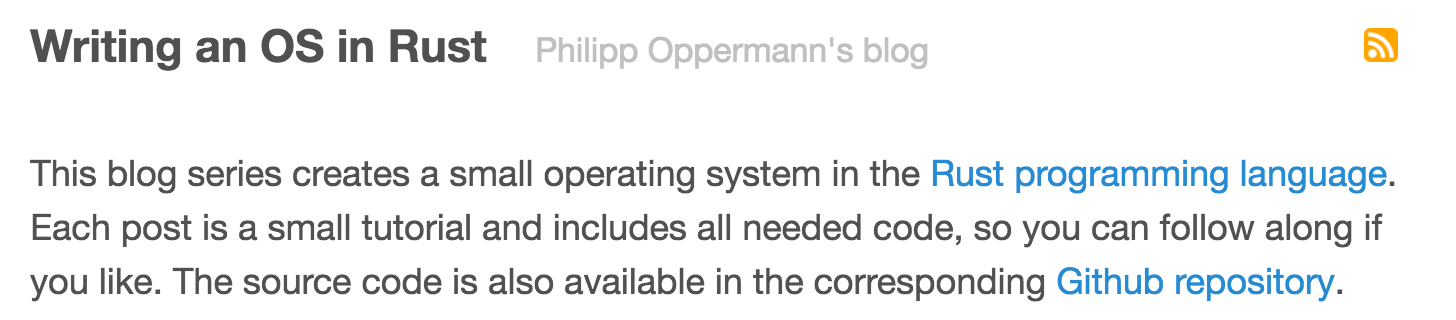 Writing an OS in Rust Philipp Oppermann's blog
This blog series creates a small operating system in the Rust programming language.
Each post is a small tutorial and includes all needed code, so you can follow along if
you like. The source code is also available in the corresponding Github repository.